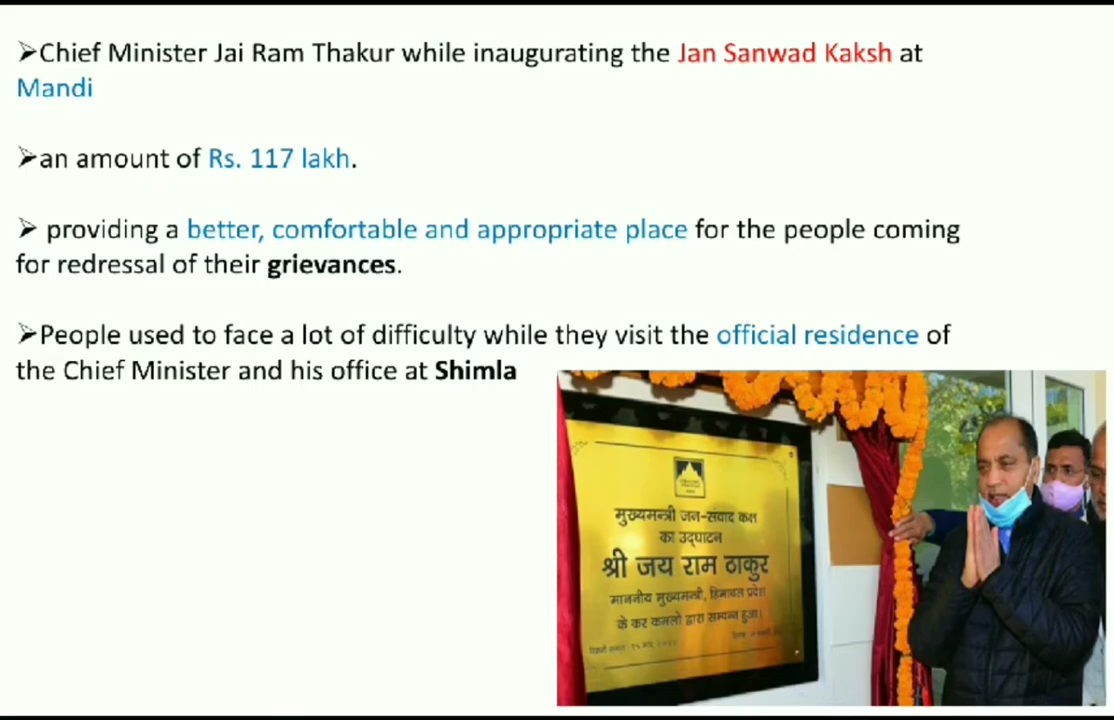 ➢Chief Minister Jai Ram Thakur while inaugurating the Jan Sanwad Kaksh at
Mandi
➢an amount of Rs. 117 lakh.
➢ providing a better, comfortable and appropriate place for the people coming
for redressal of their grievances.
➢People used to face a lot of difficulty while they visit the official residence of
the Chief Minister and his office at Shimla
मुख्यमन्त्री जन-संवाद कक्ष
का उद्घाटन
श्री जय राम ठाकुर
माननीय मुख्यमन्त्री, हिमाचल प्रदेश
के कर कमलों द्वारा सम्पन्न हुआ।